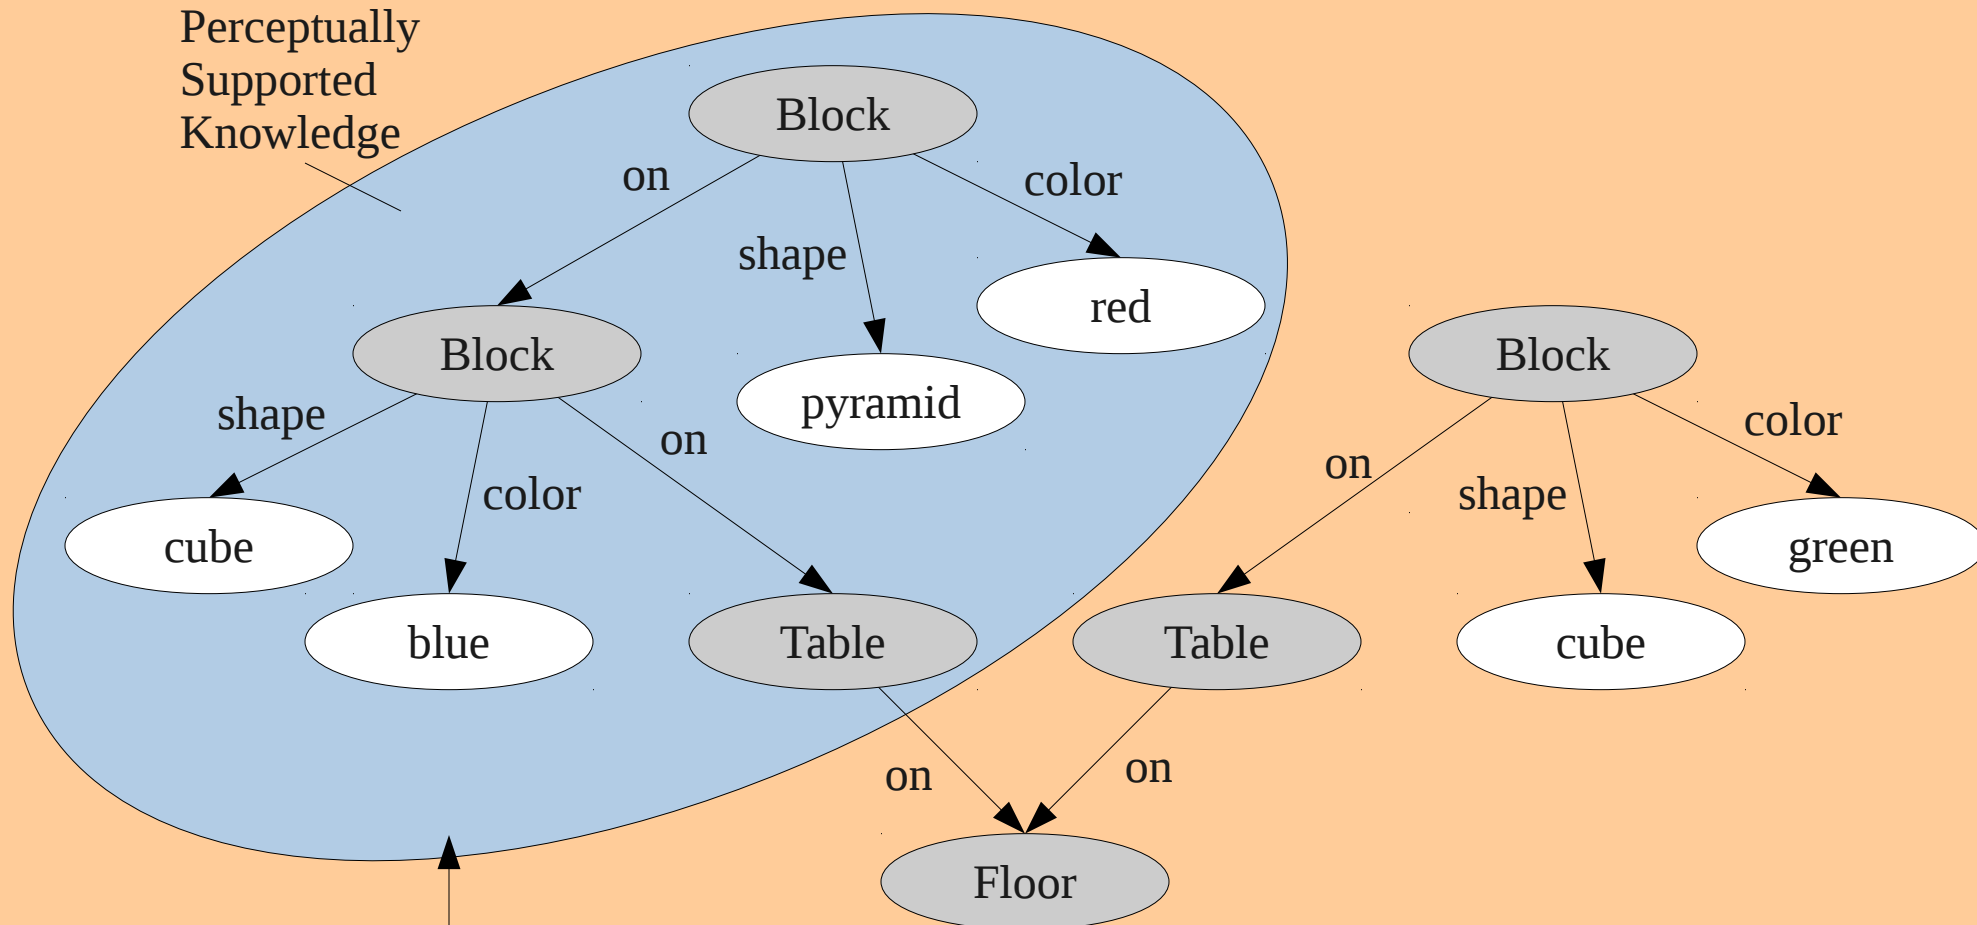 Perceptually
Supported
Knowledge
Block
on
color
shape
red
Block
Block
pyramid
shape
on
color
color
on
shape
cube
green
blue
Table
Table
cube
on
on
Floor